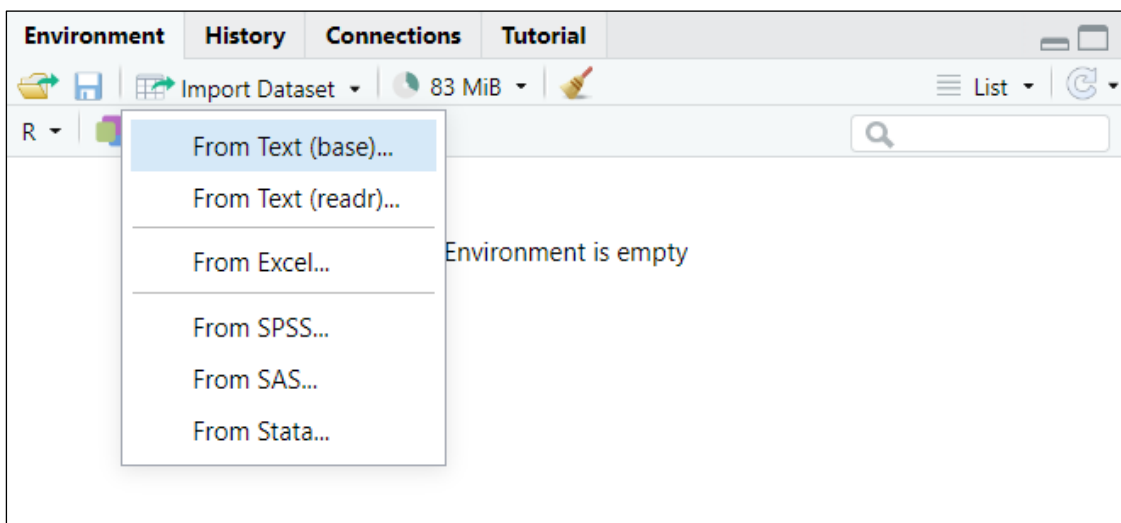 Environment History Connections Tutorial
Import Dataset 83 MiB List
R
From Text (base)...
From Text (readr)...
Environment is empty
From Excel...
From SPSS...
From SAS...
From Stata...